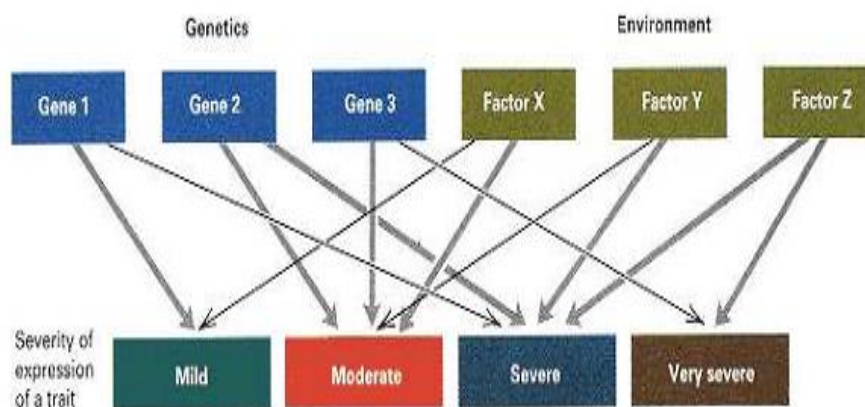 Genetics Environment
Gene 1 Gene 2 Gene 3 Factor X Factor Y Factor Z
Severity of
expression
of a trait
Mild Moderate Severe Very severe